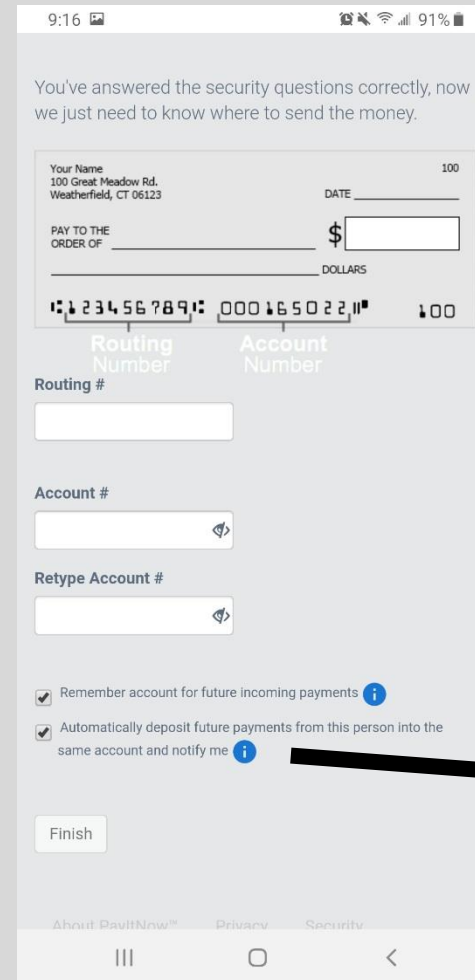 9:16 91%
You've answered the security questions correctly, now
we just need to know where to send the money.
Your Name 100
100 Great Meadow Rd.
Weatherfield, CT 06123
DATE
PAY TO THE
ORDER OF $
DOLLARS
⑆123456789⑆ 000165022⑈ 100
Routing Account
Number Number
Routing #
Account #
Retype Account #
Remember account for future incoming payments i
Automatically deposit future payments from this person into the
same account and notify me i
Finish
About PayItNow™ Privacy Security